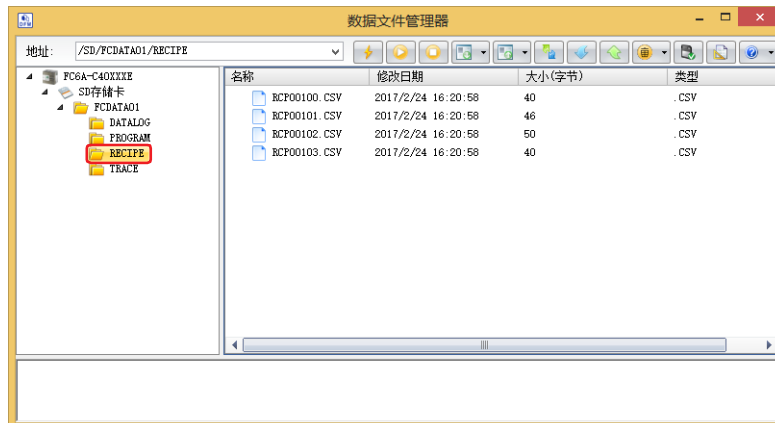 数据文件管理器
地址: /SD/FCDATA01/RECIPE
FC6A-C40XXXE
SD存储卡
FCDATA01
DATALOG
PROGRAM
RECIPE
TRACE
名称 修改日期 大小(字节) 类型
RCP00100.CSV 2017/2/24 16:20:58 40 .CSV
RCP00101.CSV 2017/2/24 16:20:58 46 .CSV
RCP00102.CSV 2017/2/24 16:20:58 50 .CSV
RCP00103.CSV 2017/2/24 16:20:58 40 .CSV